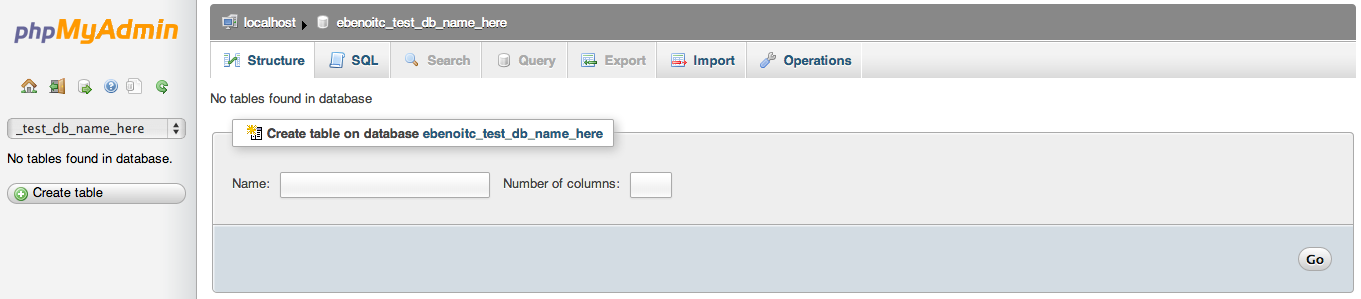 phpMyAdmin
_test_db_name_here
No tables found in database.
Create table
localhost ebenoitc_test_db_name_here
Structure SQL Search Query Export Import Operations
No tables found in database
Create table on database ebenoitc_test_db_name_here
Name: Number of columns:
Go